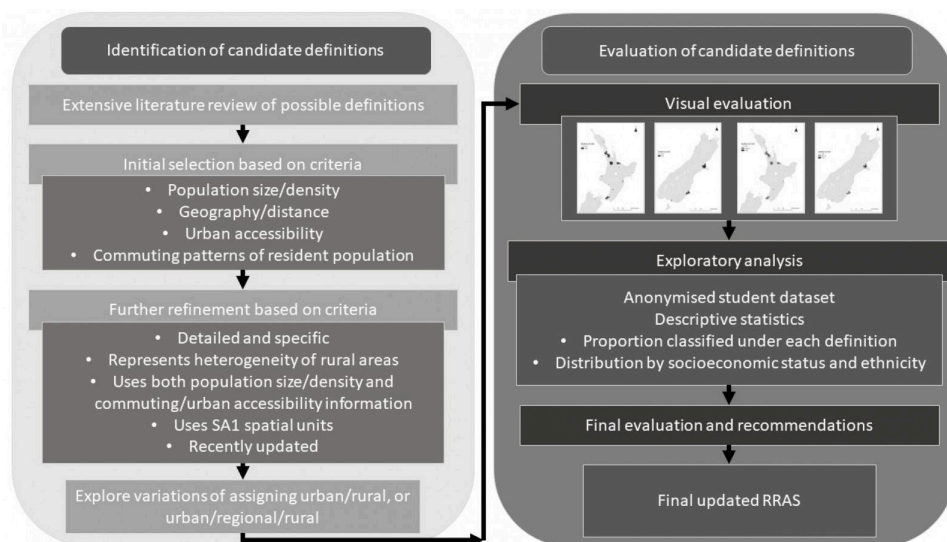 Identification of candidate definitions
Extensive literature review of possible definitions
Initial selection based on criteria
• Population size/density
• Geography/distance
• Urban accessibility
• Commuting patterns of resident population
Further refinement based on criteria
• Detailed and specific
• Represents heterogeneity of rural areas
• Uses both population size/density and
commuting/urban accessibility information
• Uses SA1 spatial units
• Recently updated
Explore variations of assigning urban/rural, or
urban/regional/rural
Evaluation of candidate definitions
Visual evaluation
Exploratory analysis
Anonymised student dataset
Descriptive statistics
• Proportion classified under each definition
• Distribution by socioeconomic status and ethnicity
Final evaluation and recommendations
Final updated RRAS